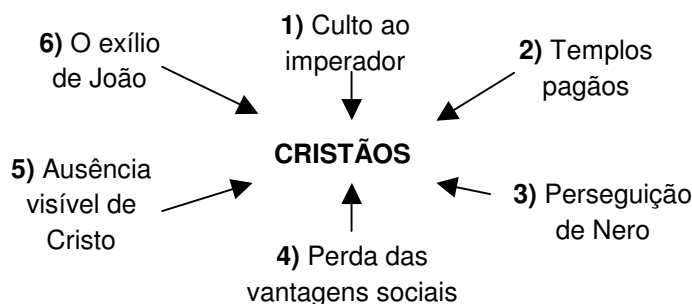 1) Culto ao
imperador
2) Templos
pagãos
3) Perseguição
de Nero
4) Perda das
vantagens sociais
5) Ausência
visível de
Cristo
6) O exílio
de João
CRISTÃOS